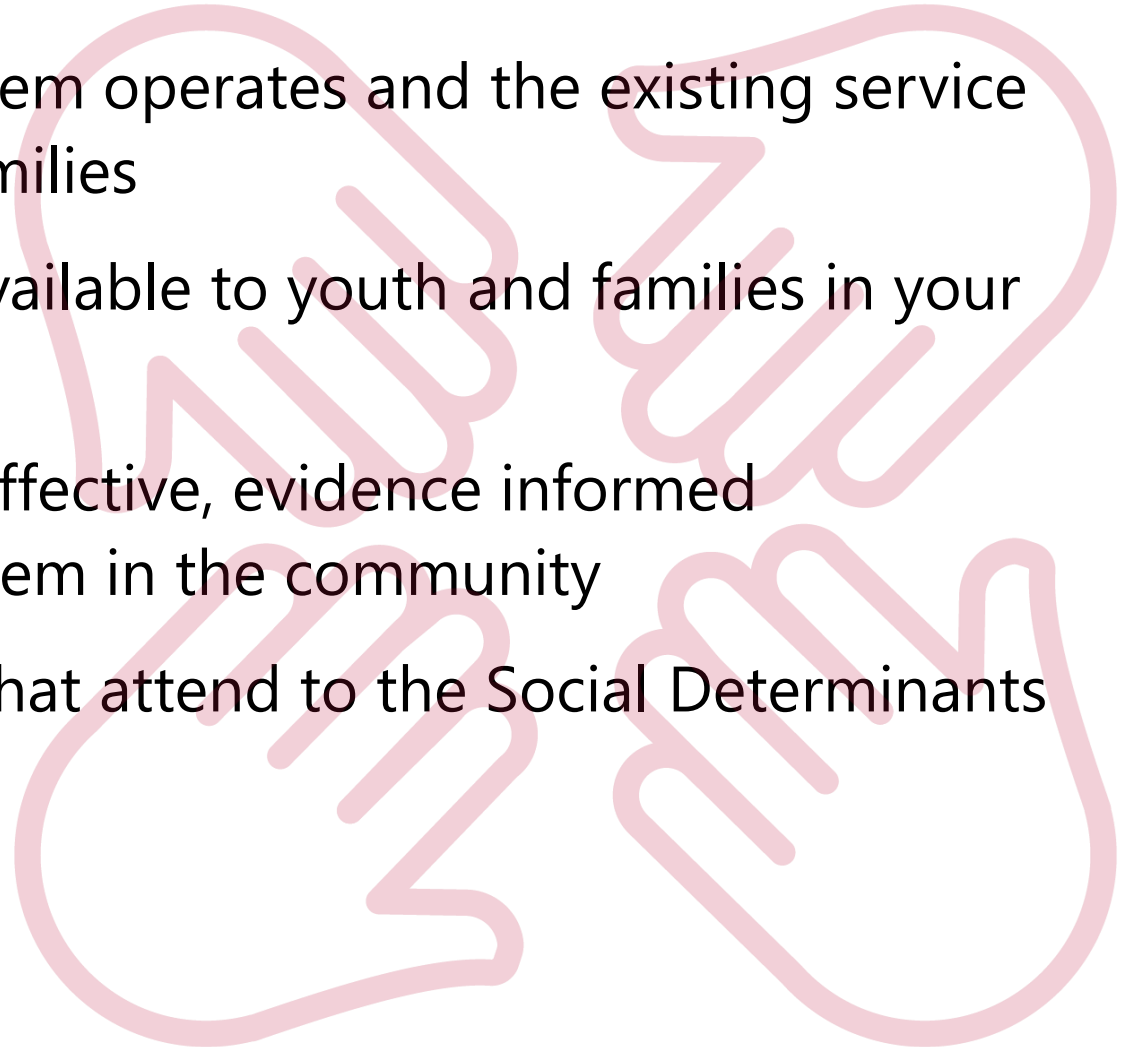 em operates and the existing service
milies
vailable to youth and families in your
ffective, evidence informed
em in the community
hat attend to the Social Determinants